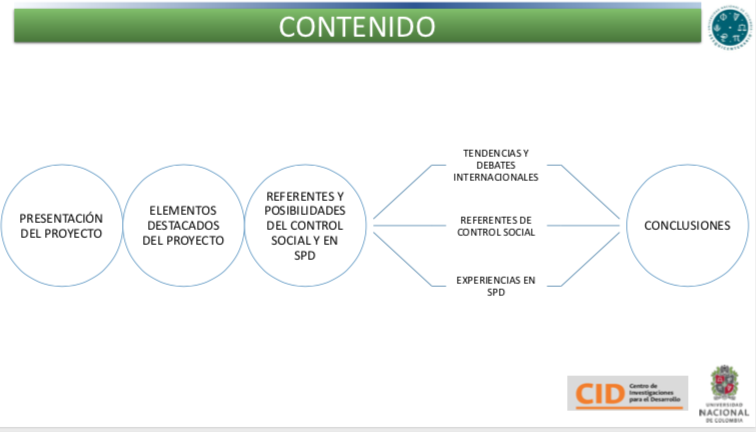 CONTENIDO
PRESENTACIÓN
DEL PROYECTO
ELEMENTOS
DESTACADOS
DEL PROYECTO
REFERENTES Y
POSIBILIDADES
DEL CONTROL
SOCIAL Y EN
SPD
TENDENCIAS Y
DEBATES
INTERNACIONALES
REFERENTES DE
CONTROL SOCIAL
EXPERIENCIAS EN
SPD
CONCLUSIONES
CID
Centro de
Investigaciones
para el Desarrollo
UNIVERSIDAD
NACIONAL
DE COLOMBIA